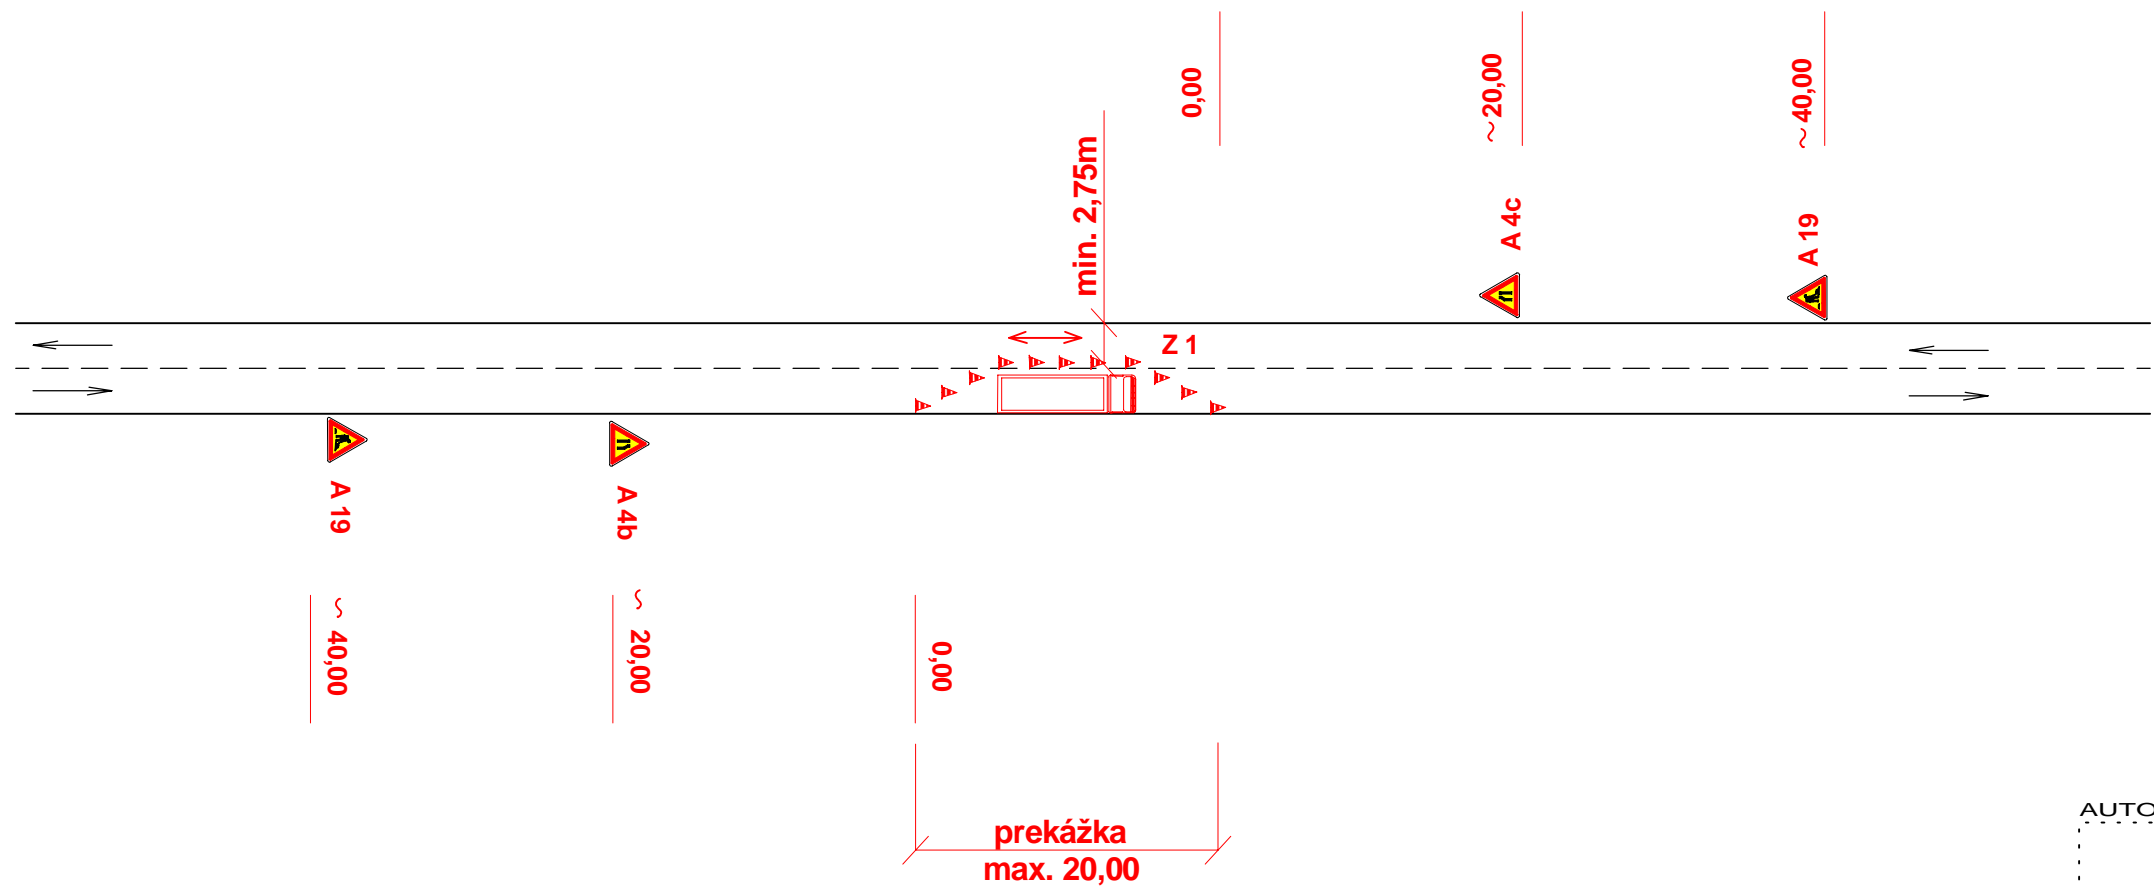 0,00
~20,00
~40,00
min. 2,75m
A 4c
A 19
Z 1
A 19
A 4b
~ 40,00
~ 20,00
0,00
prekážka
max. 20,00
AUTO